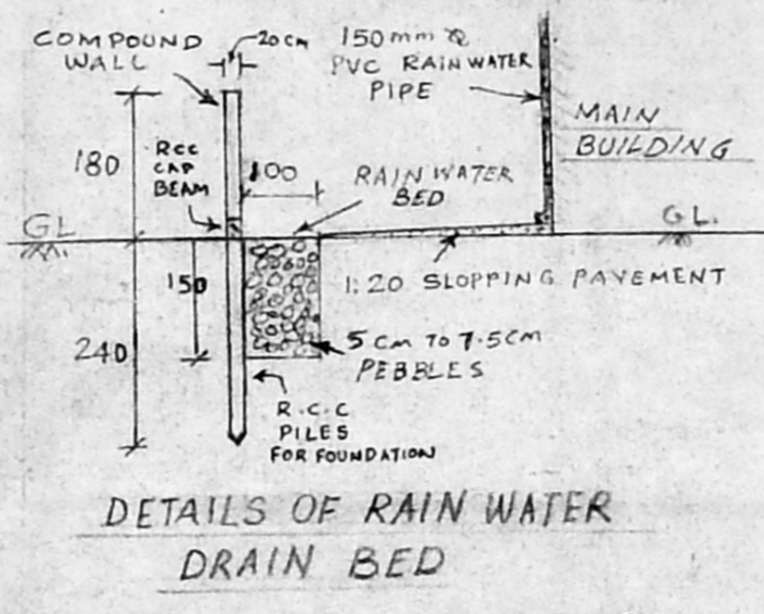 COMPOUND
WALL
20cm
150mm Ø
PVC RAINWATER
PIPE
MAIN
BUILDING
180
RCC
CAP
BEAM
100
RAIN WATER
BED
GL
GL.
150
1:20 SLOPPING PAVEMENT
240
5 CM TO 7.5CM
PEBBLES
R.C.C
PILES
FOR FOUNDATION
DETAILS OF RAIN WATER
DRAIN BED